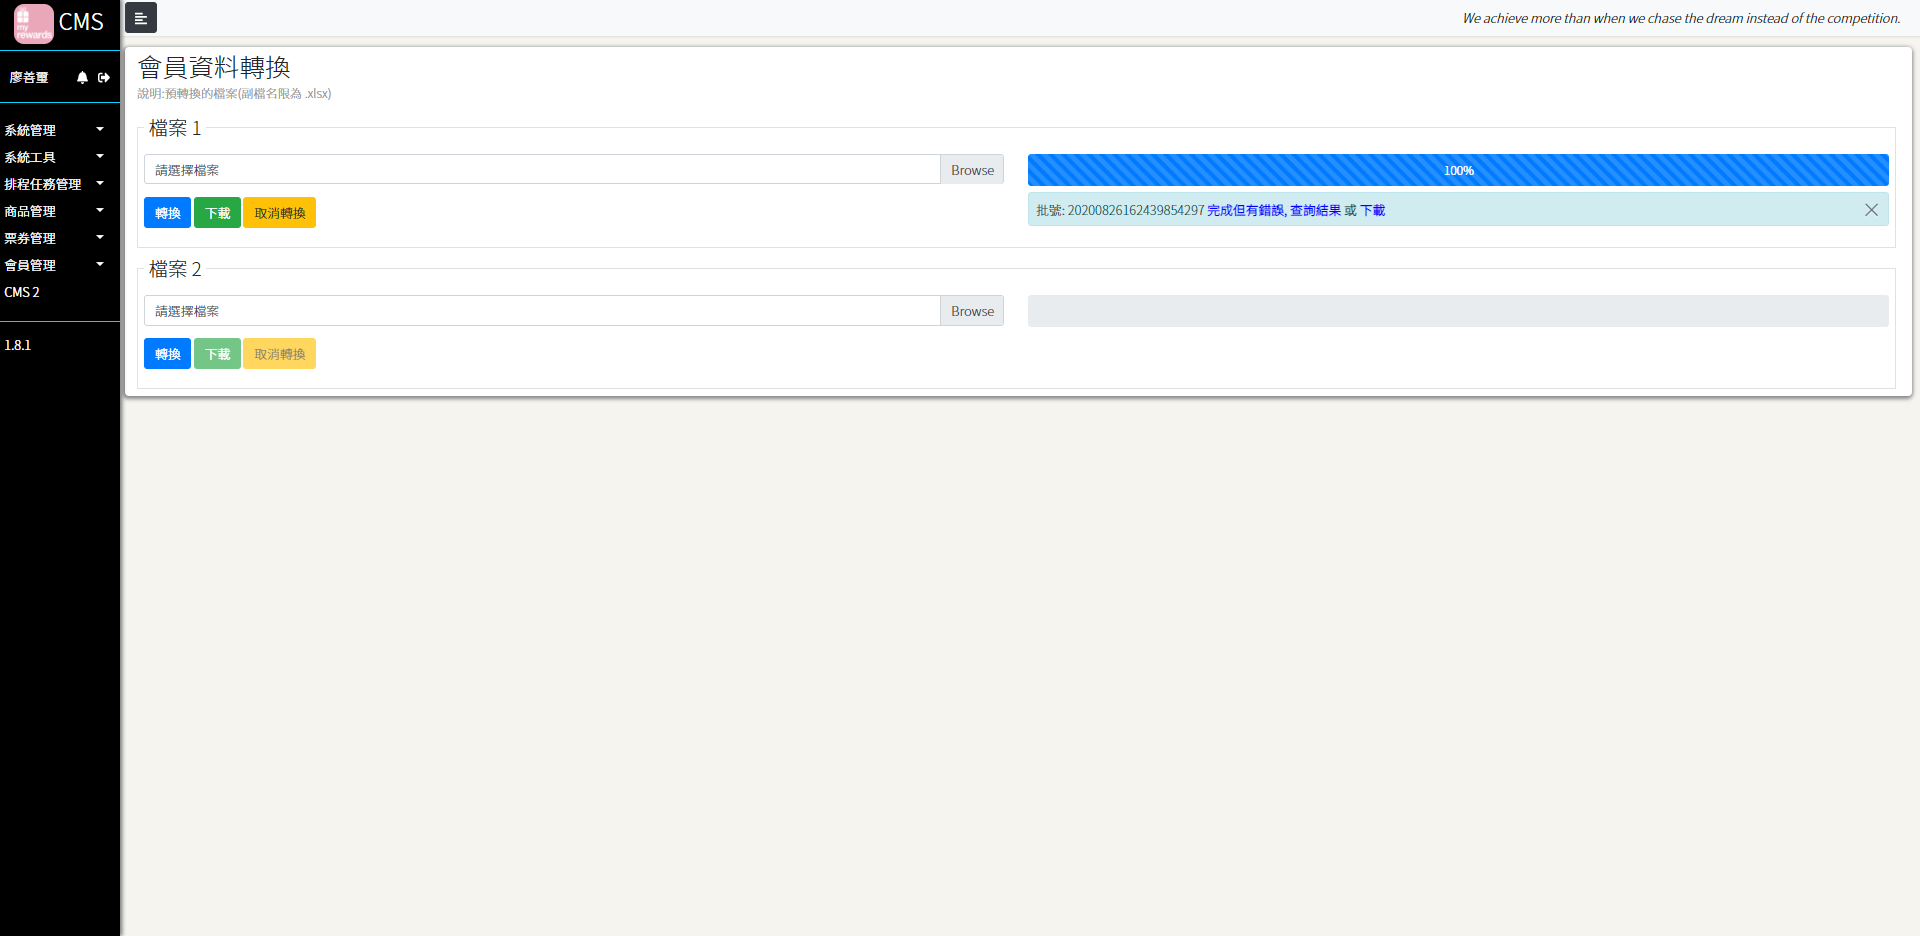 my
rewards
CMS
We achieve more than when we chase the dream instead of the competition.
廖善璽
系統管理
系統工具
排程任務管理
商品管理
票券管理
會員管理
CMS 2
1.8.1
會員資料轉換
說明:預轉換的檔案(副檔名限為 .xlsx)
檔案 1
請選擇檔案
Browse
100%
轉換
下載
取消轉換
批號: 20200826162439854297 完成但有錯誤, 查詢結果 或 下載
檔案 2
請選擇檔案
Browse
轉換
下載
取消轉換